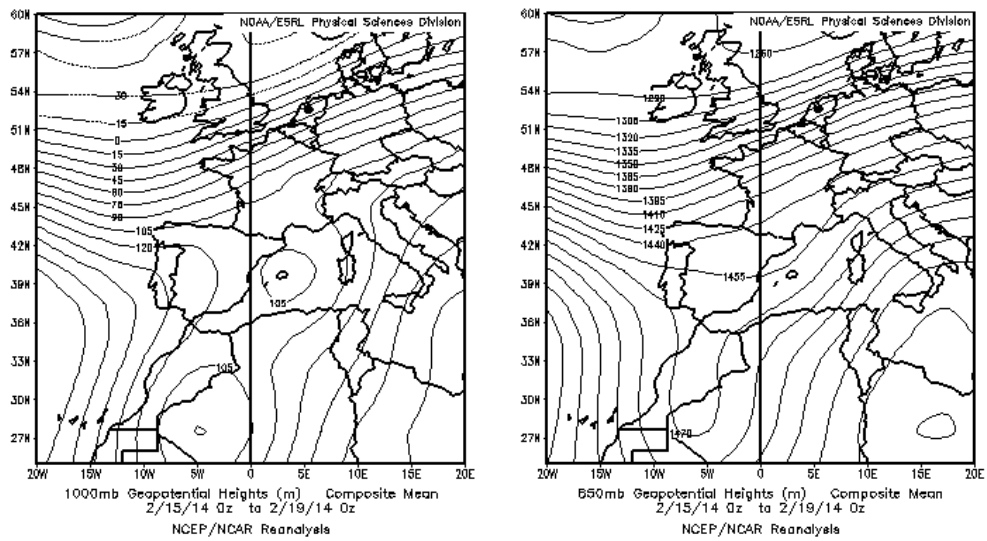 NOAA/ESRL Physical Sciences Division
60N
57N
54N
51N
48N
45N
42N
39N
36N
33N
30N
27N
30
15
0
15
30
45
60
70
90
105
120
105
105
20W
15W
10W
5W
0
5E
10E
15E
20E
1000mb Geopotential Heights (m) Composite Mean
2/15/14 0z to 2/19/14 0z
NCEP/NCAR Reanalysis
NOAA/ESRL Physical Sciences Division
60N
57N
54N
51N
48N
45N
42N
39N
36N
33N
30N
27N
1260
1290
1306
1320
1335
1350
1365
1380
1385
1410
1425
1440
1455
1470
20W
15W
10W
5W
0
5E
10E
15E
20E
850mb Geopotential Heights (m) Composite Mean
2/15/14 0z to 2/19/14 0z
NCEP/NCAR Reanalysis